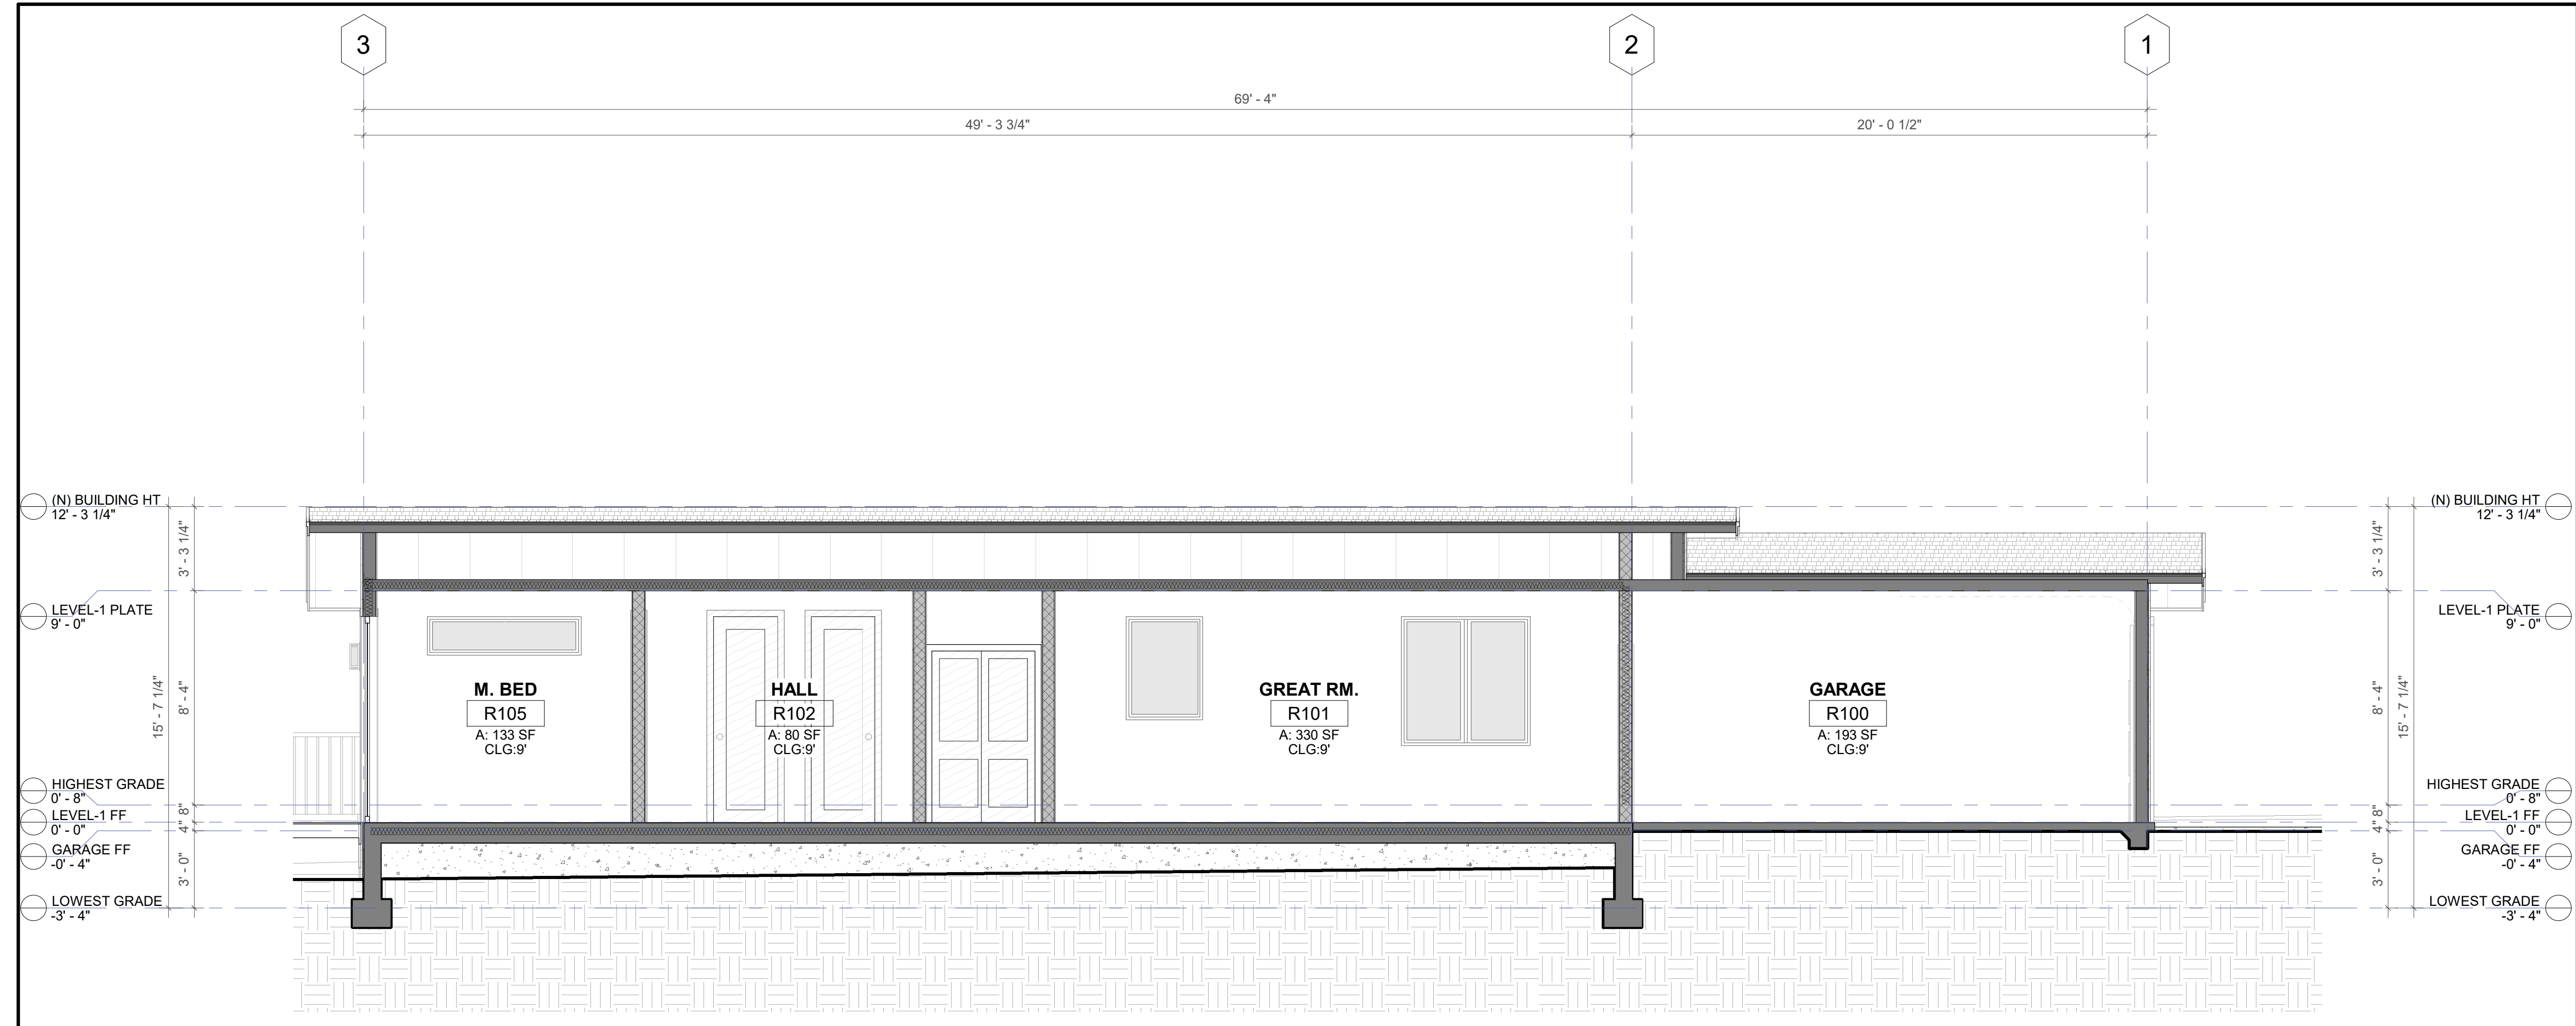 3
2
1
69' - 4"
49' - 3 3/4"
20' - 0 1/2"
(N) BUILDING HT
12' - 3 1/4"
LEVEL-1 PLATE
9' - 0"
HIGHEST GRADE
0' - 8"
LEVEL-1 FF
0' - 0"
GARAGE FF
-0' - 4"
LOWEST GRADE
-3' - 4"
15' - 7 1/4"
3' - 3 1/4"
8' - 4"
8"
4"
3' - 0"
M. BED
R105
A: 133 SF
CLG:9'
HALL
R102
A: 80 SF
CLG:9'
GREAT RM.
R101
A: 330 SF
CLG:9'
GARAGE
R100
A: 193 SF
CLG:9'
3' - 3 1/4"
8' - 4"
8"
4"
3' - 0"
15' - 7 1/4"
(N) BUILDING HT
12' - 3 1/4"
LEVEL-1 PLATE
9' - 0"
HIGHEST GRADE
0' - 8"
LEVEL-1 FF
0' - 0"
GARAGE FF
-0' - 4"
LOWEST GRADE
-3' - 4"